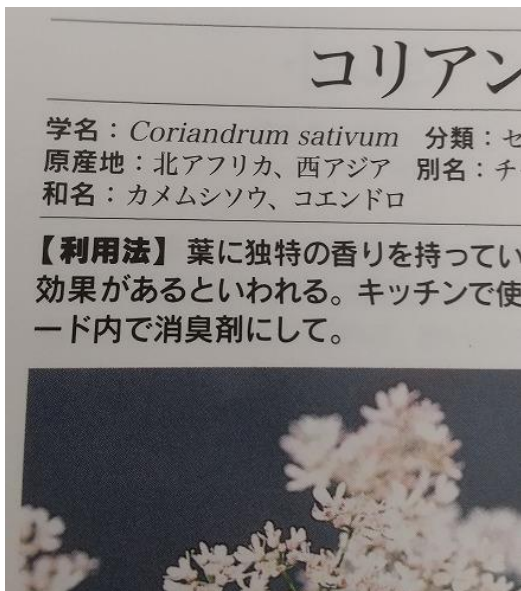 コリアン
学名：Coriandrum sativum　分類：セ
原産地：北アフリカ、西アジア　別名：チ
和名：カメムシソウ、コエンドロ
【利用法】葉に独特の香りを持ってい
効果があるといわれる。キッチンで使
ード内で消臭剤にして。